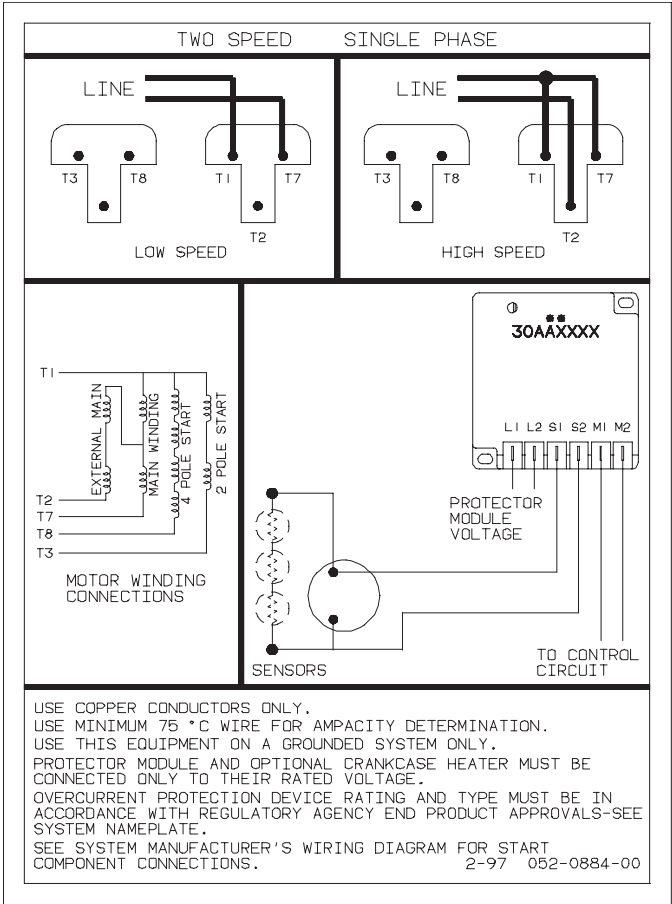 TWO SPEED SINGLE PHASE
LINE
T3 T8 T1 T7
T2
LOW SPEED
LINE
T3 T8 T1 T7
T2
HIGH SPEED
T1
EXTERNAL MAIN
MAIN WINDING
4 POLE START
2 POLE START
T2
T7
T8
T3
MOTOR WINDING
CONNECTIONS
30AAXXXX
L1 L2 S1 S2 M1 M2
PROTECTOR
MODULE
VOLTAGE
SENSORS
TO CONTROL
CIRCUIT
USE COPPER CONDUCTORS ONLY.
USE MINIMUM 75 °C WIRE FOR AMPACITY DETERMINATION.
USE THIS EQUIPMENT ON A GROUNDED SYSTEM ONLY.
PROTECTOR MODULE AND OPTIONAL CRANKCASE HEATER MUST BE
CONNECTED ONLY TO THEIR RATED VOLTAGE.
OVERCURRENT PROTECTION DEVICE RATING AND TYPE MUST BE IN
ACCORDANCE WITH REGULATORY AGENCY END PRODUCT APPROVALS-SEE
SYSTEM NAMEPLATE.
SEE SYSTEM MANUFACTURER'S WIRING DIAGRAM FOR START
COMPONENT CONNECTIONS. 2-97 052-0884-00